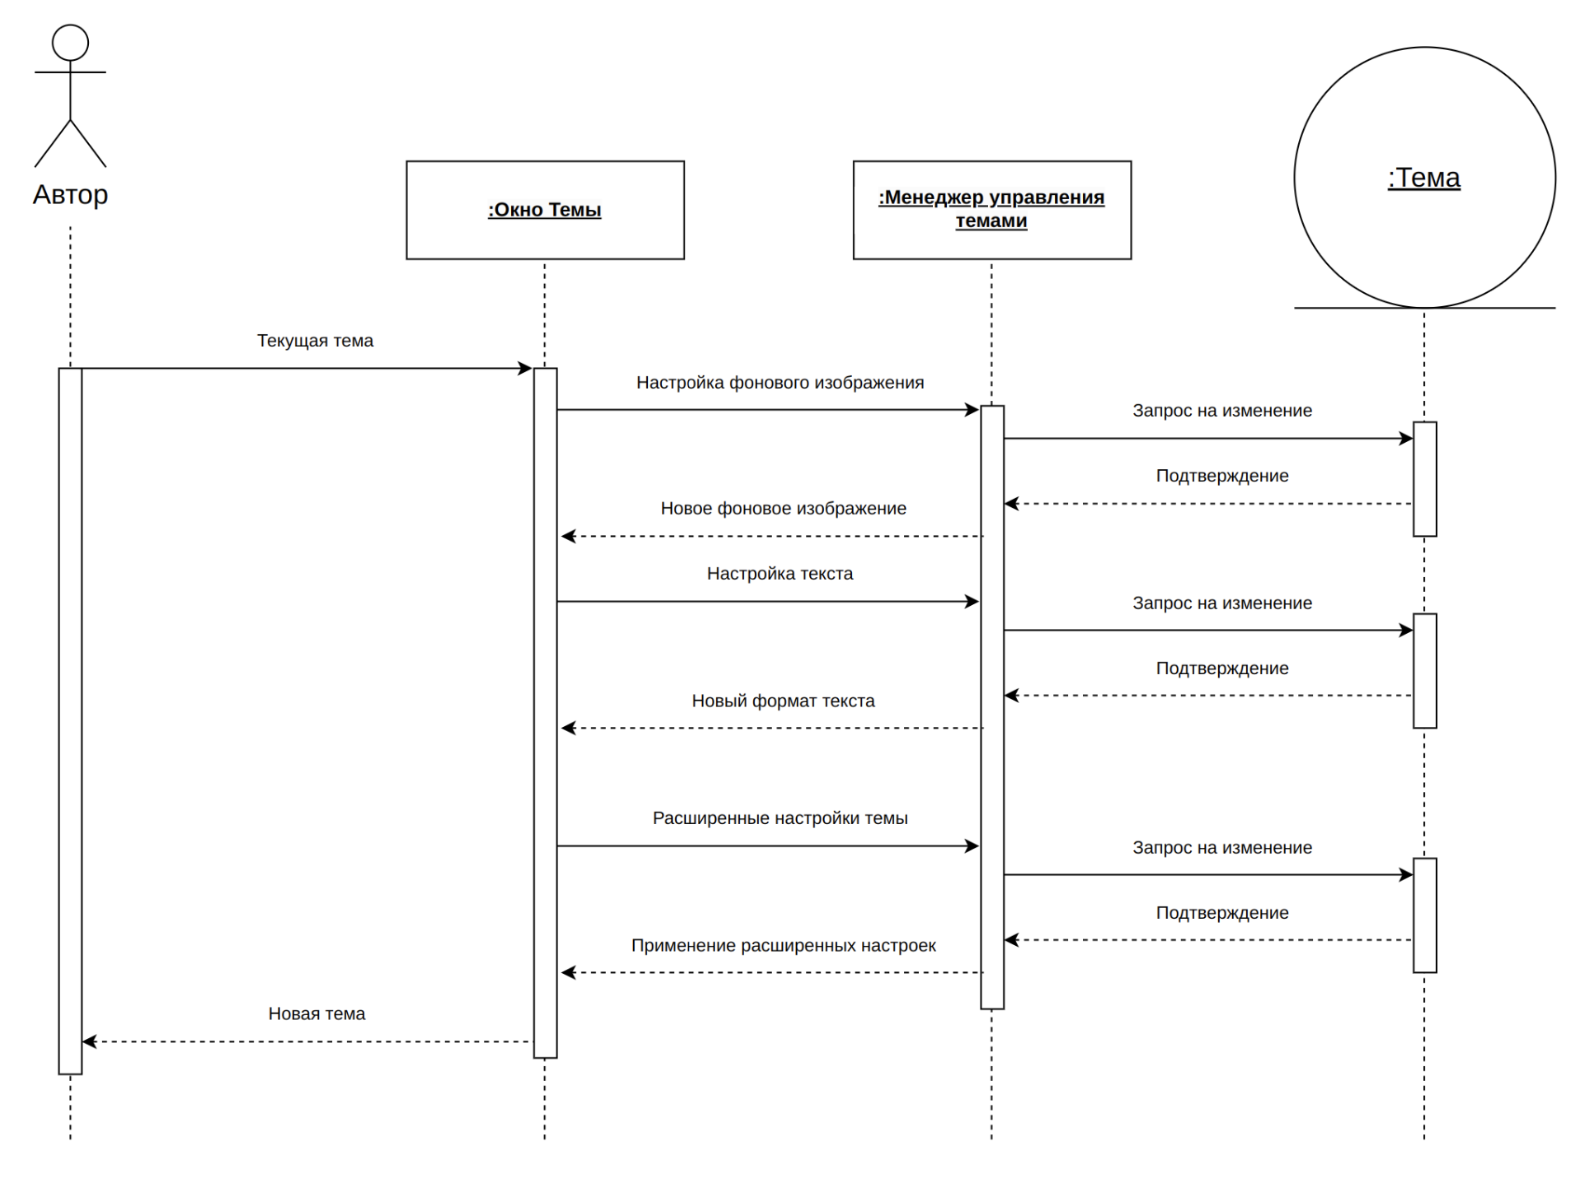 Автор
:Окно Темы
:Менеджер управления
темами
:Тема
Текущая тема
Настройка фонового изображения
Запрос на изменение
Подтверждение
Новое фоновое изображение
Настройка текста
Запрос на изменение
Подтверждение
Новый формат текста
Расширенные настройки темы
Запрос на изменение
Подтверждение
Применение расширенных настроек
Новая тема